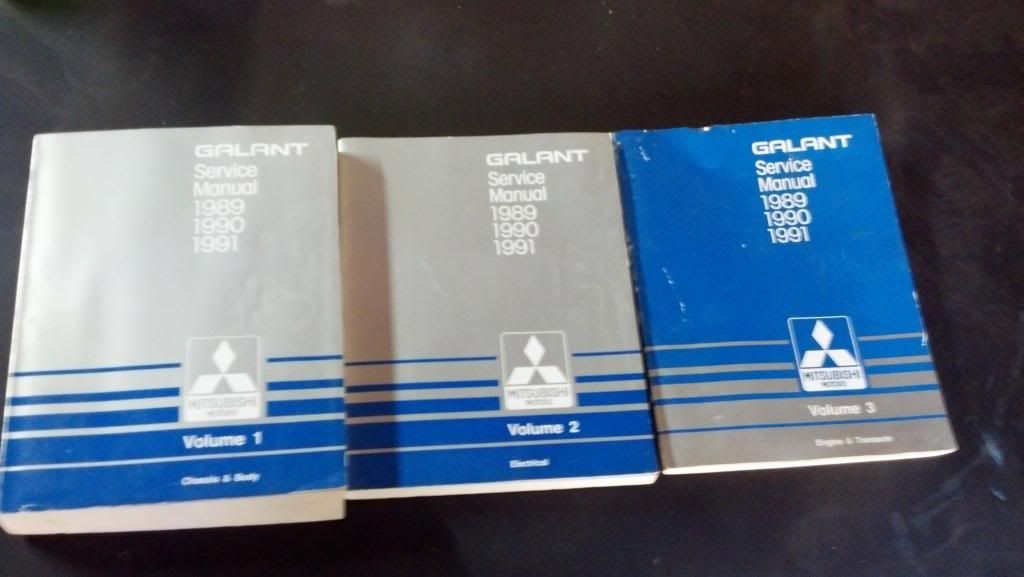 GALANT
Service
Manual
1989
1990
1991
MITSUBISHI
MOTORS
Volume 1
Chassis & Body
GALANT
Service
Manual
1989
1990
1991
MITSUBISHI
MOTORS
Volume 2
Electrical
GALANT
Service
Manual
1989
1990
1991
MITSUBISHI
MOTORS
Volume 3
Engine & Transaxle